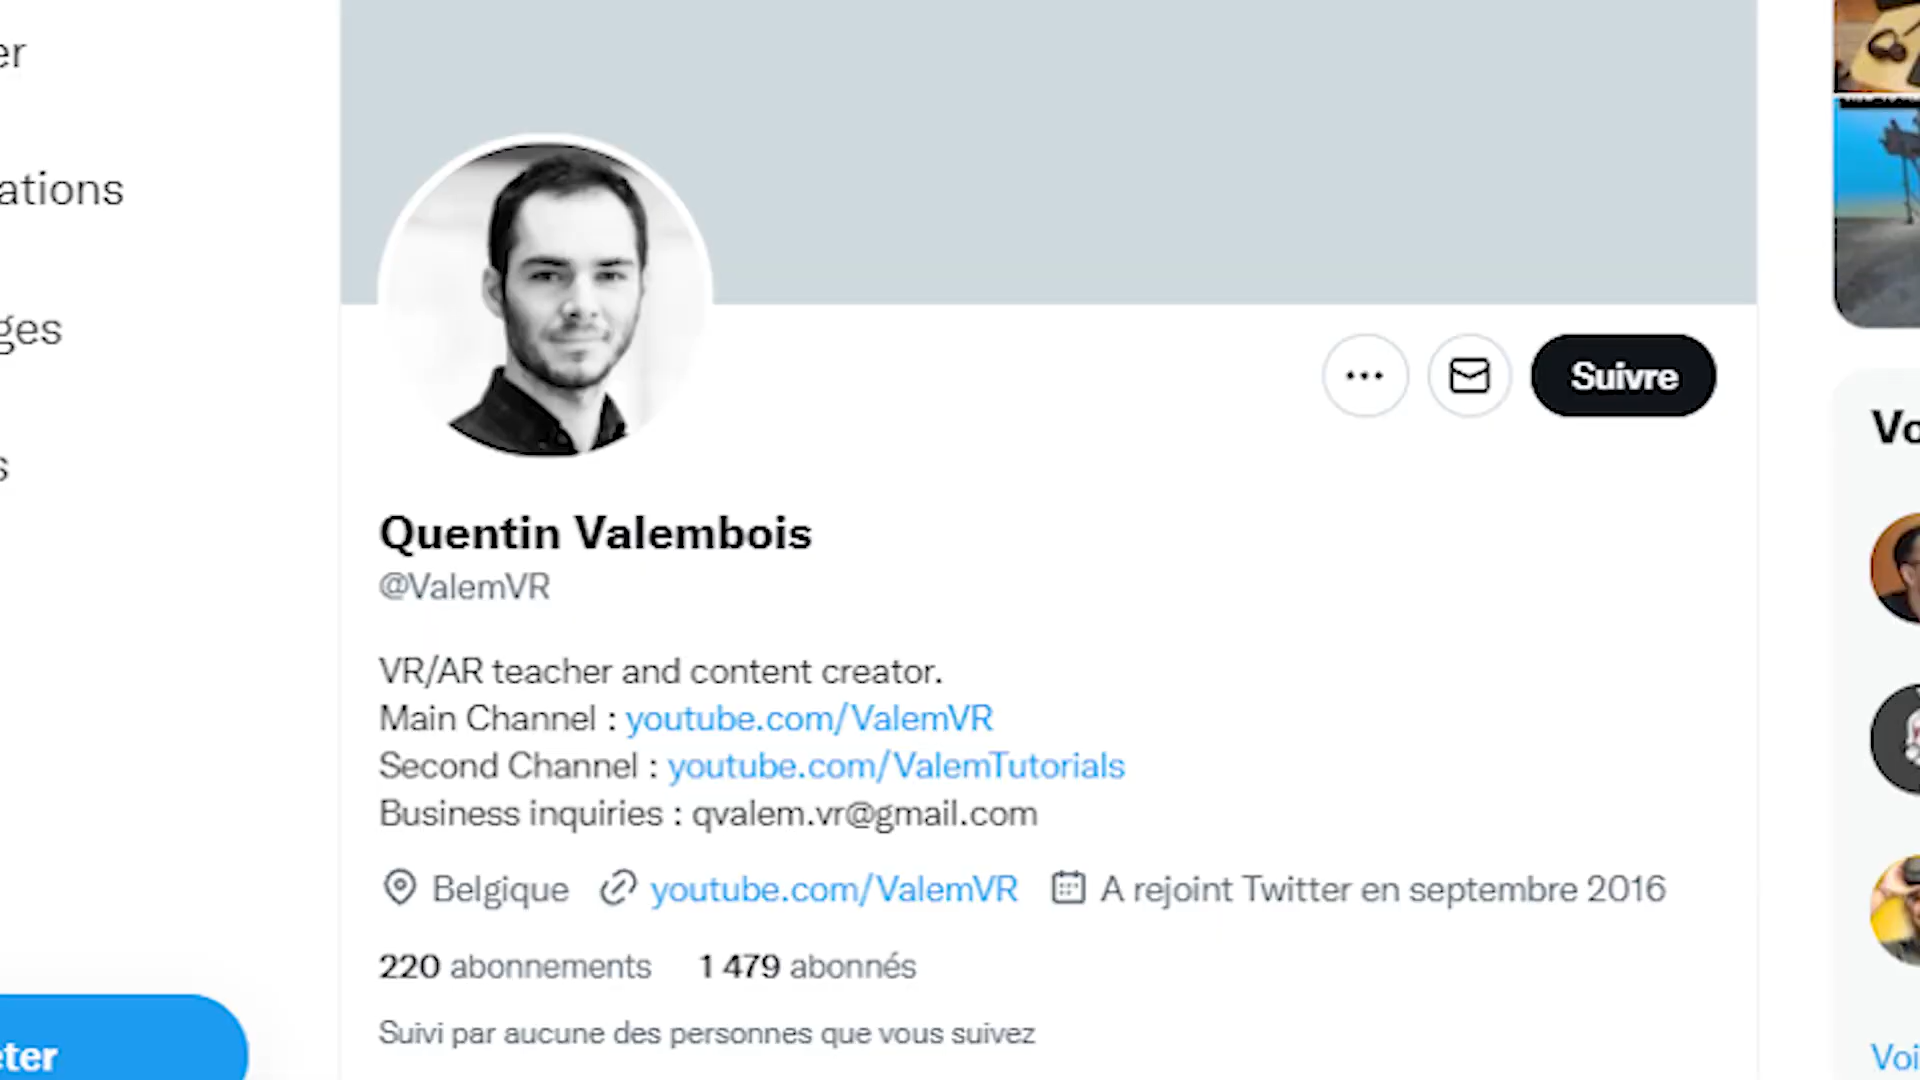 er
ations
ges
s
Suivre
Vo
Quentin Valembois
@ValemVR
VR/AR teacher and content creator.
Main Channel : youtube.com/ValemVR
Second Channel : youtube.com/ValemTutorials
Business inquiries : qvalem.vr@gmail.com
Belgique youtube.com/ValemVR A rejoint Twitter en septembre 2016
220 abonnements 1 479 abonnés
Suivi par aucune des personnes que vous suivez
eter
Voi